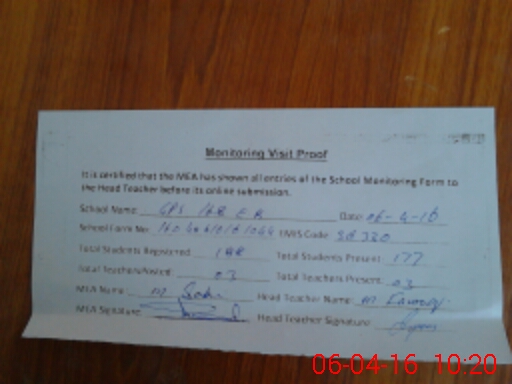 Monitoring Visit Proof
It is certified that the MEA has shown all entries of the School Monitoring Form to
the Head Teacher before its online submission.
School Name: GPS 168 E B Date: 06-4-16
School Form No: EMIS Code:
Total Students Registered: 188 Total Students Present: 177
Total Teachers Posted: 03 Total Teachers Present: 03
MEA Name: M Head Teacher Name: M
MEA Signature: Head Teacher Signature:
06-04-16 10:20